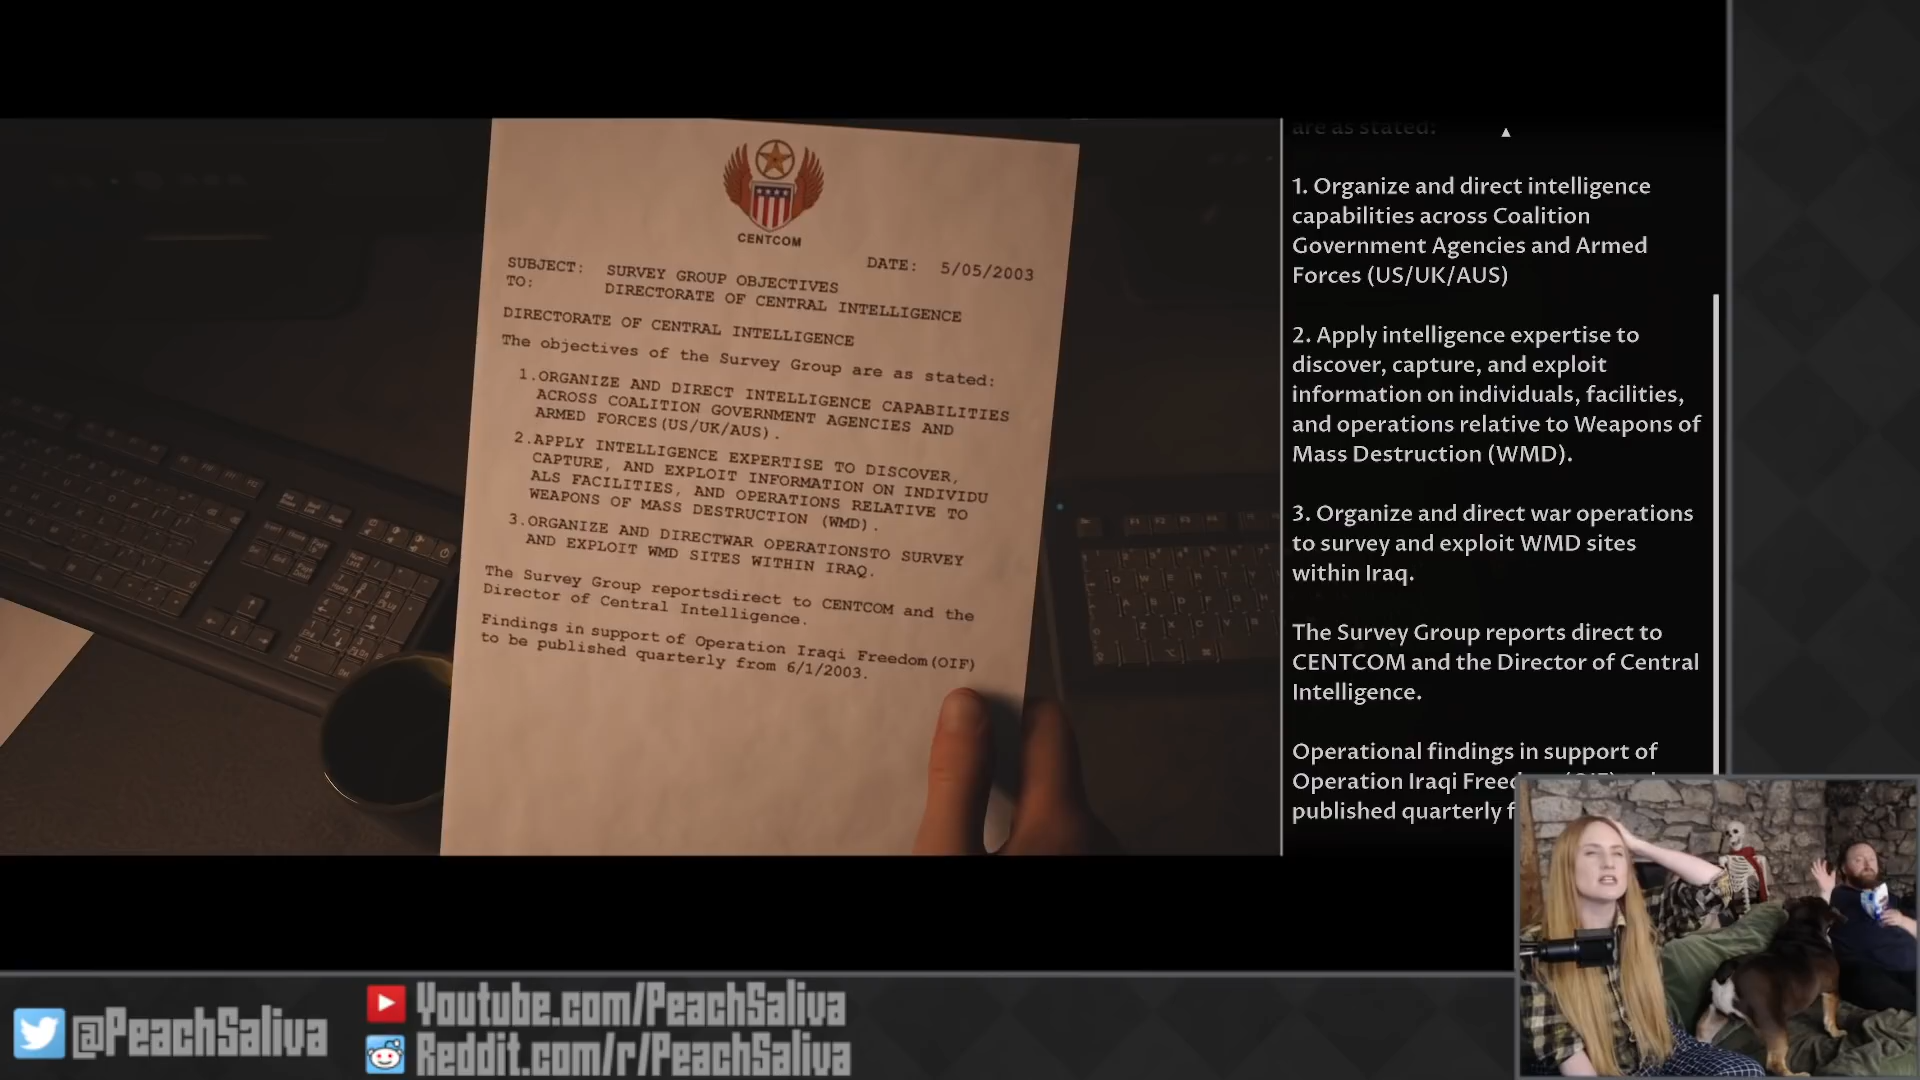 CENTCOM
DATE: 5/05/2003
SUBJECT: SURVEY GROUP OBJECTIVES
TO: DIRECTORATE OF CENTRAL INTELLIGENCE
DIRECTORATE OF CENTRAL INTELLIGENCE
The objectives of the Survey Group are as stated:
1.ORGANIZE AND DIRECT INTELLIGENCE CAPABILITIES
ACROSS COALITION GOVERNMENT AGENCIES AND
ARMED FORCES(US/UK/AUS).
2.APPLY INTELLIGENCE EXPERTISE TO DISCOVER,
CAPTURE, AND EXPLOIT INFORMATION ON INDIVIDU
ALS FACILITIES, AND OPERATIONS RELATIVE TO
WEAPONS OF MASS DESTRUCTION (WMD).
3.ORGANIZE AND DIRECTWAR OPERATIONSTO SURVEY
AND EXPLOIT WMD SITES WITHIN IRAQ.
The Survey Group reportsdirect to CENTCOM and the
Director of Central Intelligence.
Findings in support of Operation Iraqi Freedom(OIF)
to be published quarterly from 6/1/2003.
are as stated:
1. Organize and direct intelligence
capabilities across Coalition
Government Agencies and Armed
Forces (US/UK/AUS)
2. Apply intelligence expertise to
discover, capture, and exploit
information on individuals, facilities,
and operations relative to Weapons of
Mass Destruction (WMD).
3. Organize and direct war operations
to survey and exploit WMD sites
within Iraq.
The Survey Group reports direct to
CENTCOM and the Director of Central
Intelligence.
Operational findings in support of
Operation Iraqi
published quarterly
@PeachSaliva
Youtube.com/PeachSaliva
Reddit.com/r/PeachSaliva